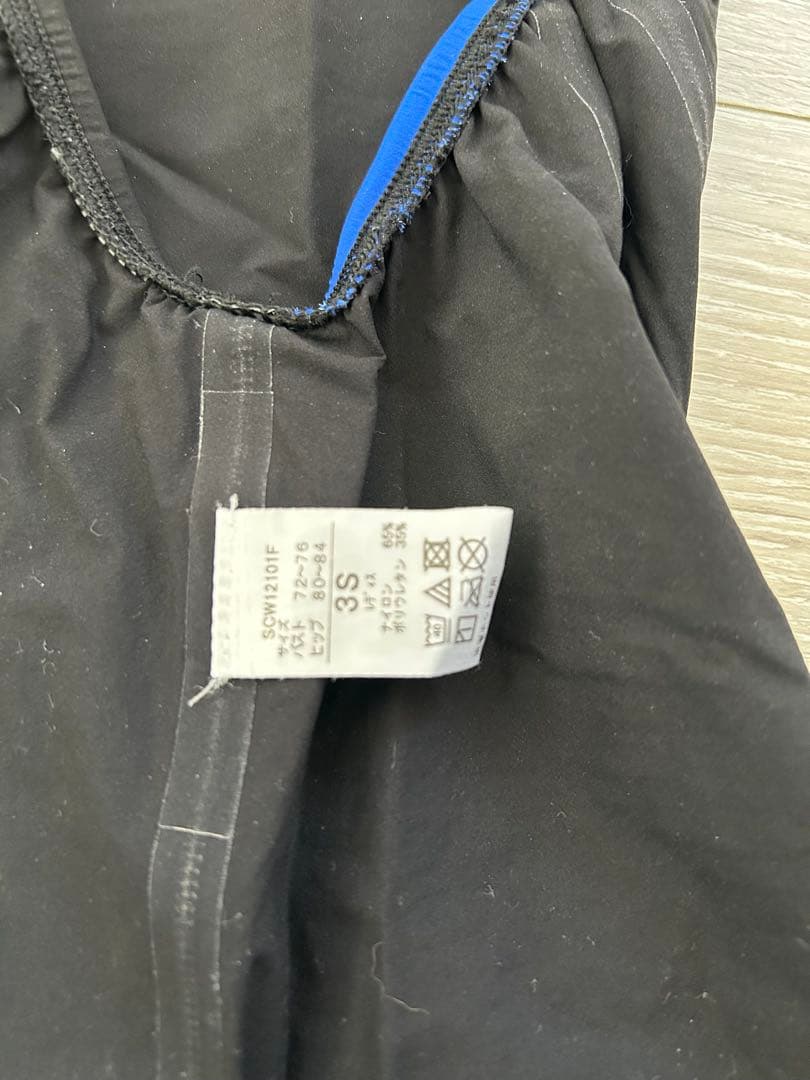 SCW12101F
サイズ
バスト 72~76
ヒップ 80~84
3S
ﾚﾃﾞｨｽ
ナイロン 65%
ポリウレタン 35%
40